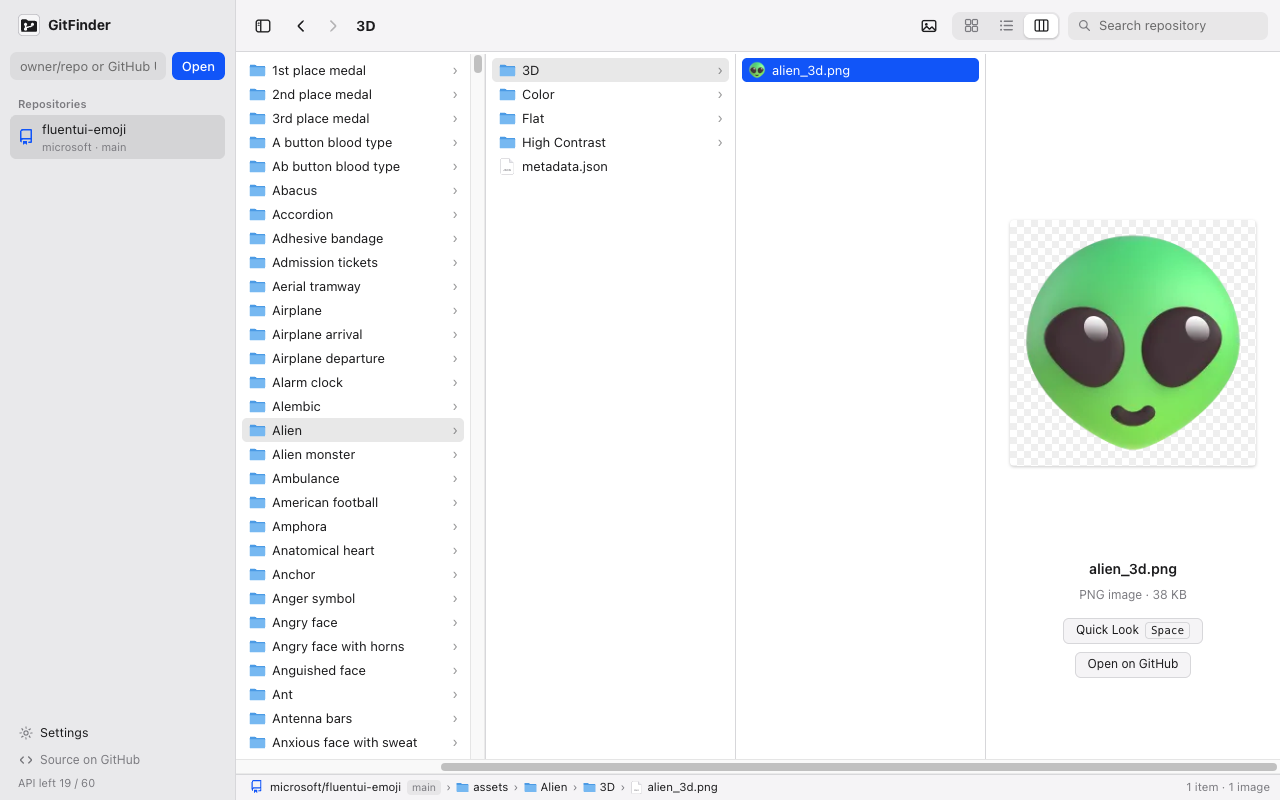 GitFinder
owner/repo or GitHub
Open
Repositories
fluentui-emoji
microsoft · main
Settings
Source on GitHub
API left 19 / 60
3D
Search repository
1st place medal
2nd place medal
3rd place medal
A button blood type
Ab button blood type
Abacus
Accordion
Adhesive bandage
Admission tickets
Aerial tramway
Airplane
Airplane arrival
Airplane departure
Alarm clock
Alembic
Alien
Alien monster
Ambulance
American football
Amphora
Anatomical heart
Anchor
Anger symbol
Angry face
Angry face with horns
Anguished face
Ant
Antenna bars
Anxious face with sweat
3D
Color
Flat
High Contrast
metadata.json
alien_3d.png
alien_3d.png
PNG image · 38 KB
Quick Look Space
Open on GitHub
microsoft/fluentui-emoji main › assets › Alien › 3D › alien_3d.png
1 item · 1 image